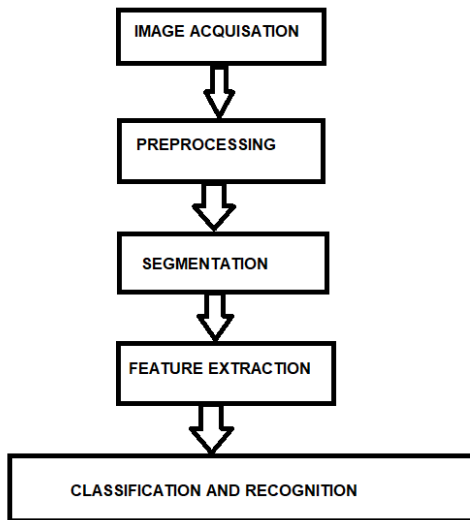 IMAGE ACQUISATION
PREPROCESSING
SEGMENTATION
FEATURE EXTRACTION
CLASSIFICATION AND RECOGNITION